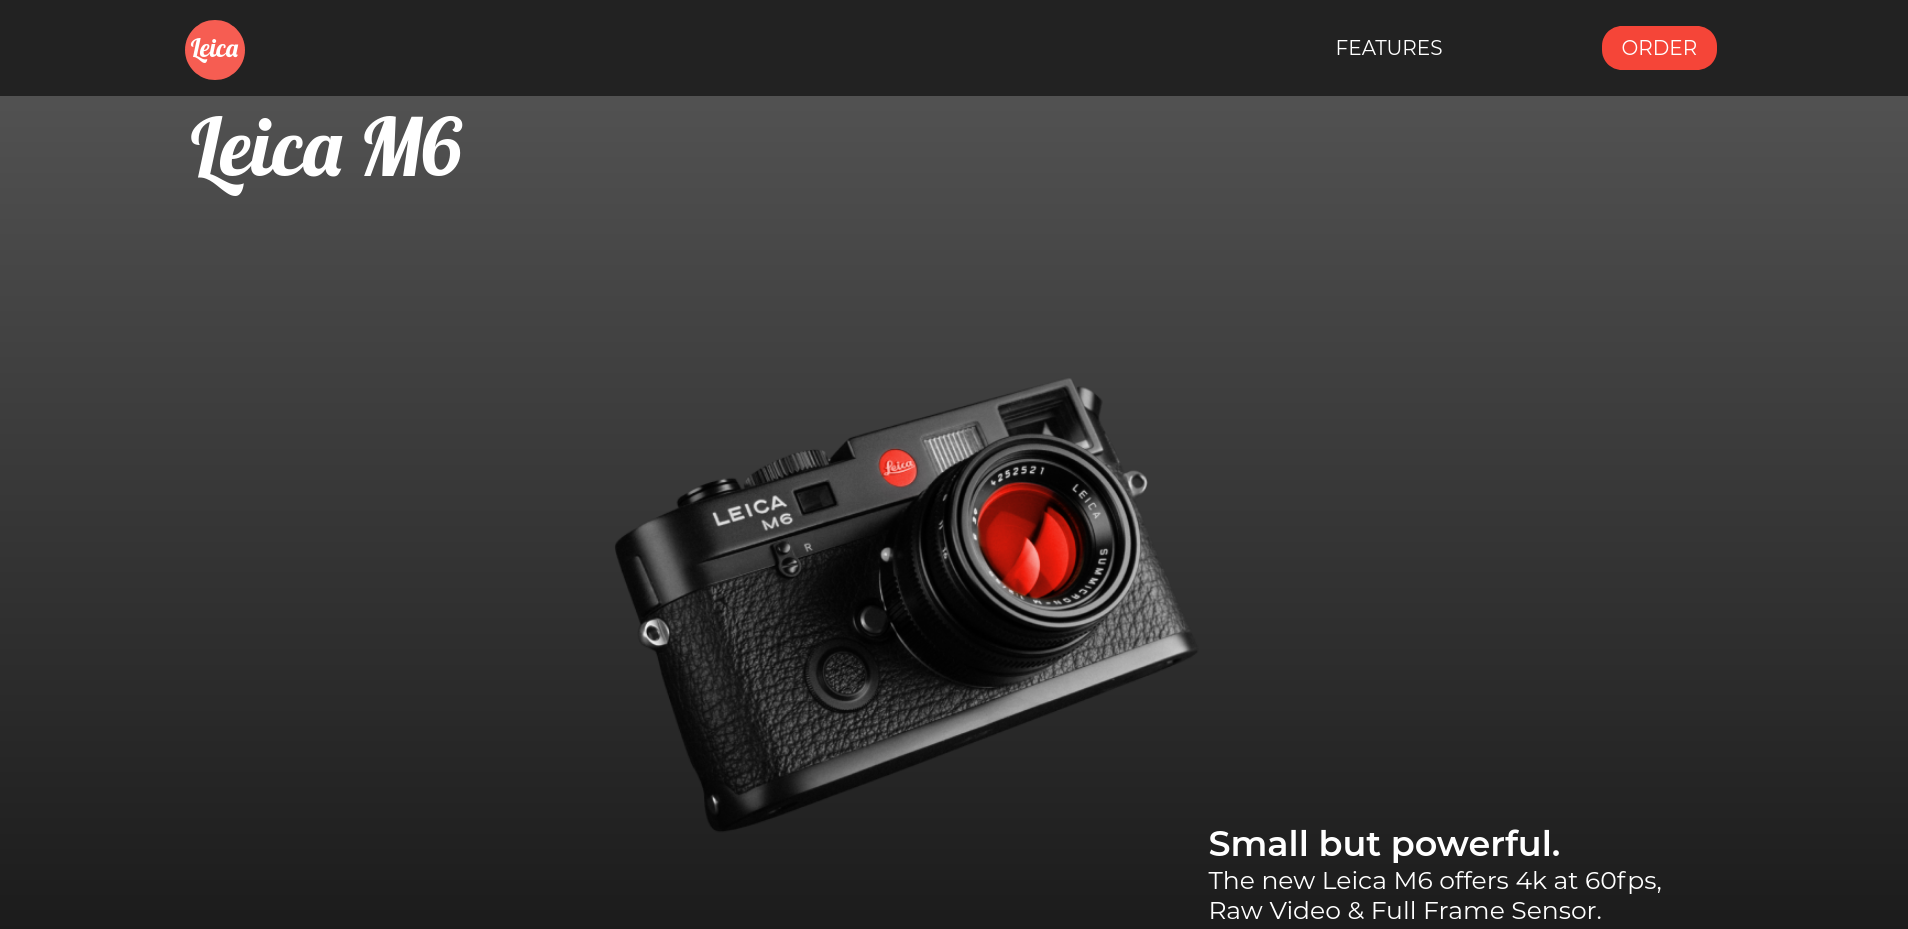 Leica
FEATURES
ORDER
Leica M6
Leica
LEICA
M6
R
4252521
LEICA
SUMMICRON-M
Small but powerful.
The new Leica M6 offers 4k at 60fps,
Raw Video & Full Frame Sensor.